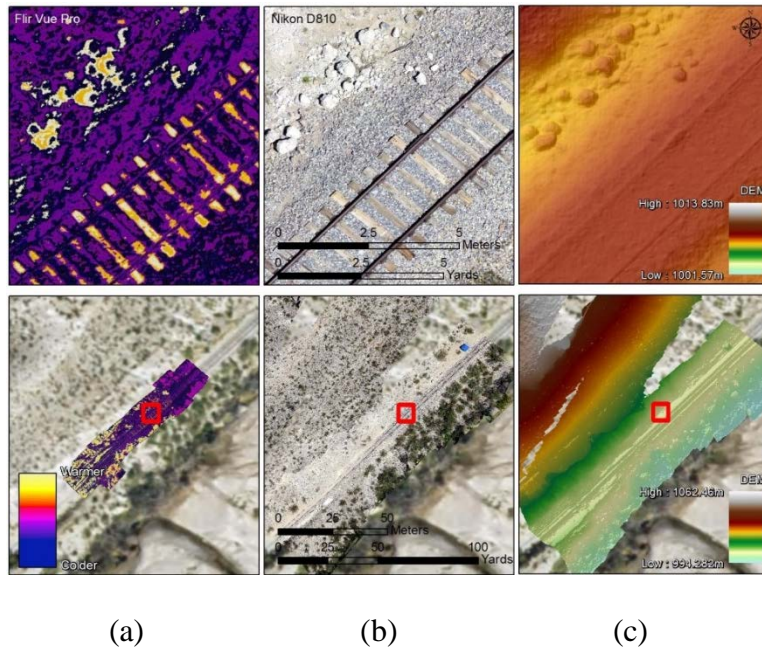 Flir Vue Pro
Nikon D810
DEM
High : 1013.83m
Low : 1001.57m
0 2.5 5
Meters
0 2.5 5
Yards
Warmer
Colder
0 25 50
Meters
0 25 50 100
Yards
DEM
High : 1062.46m
Low : 994.282m
(a) (b) (c)